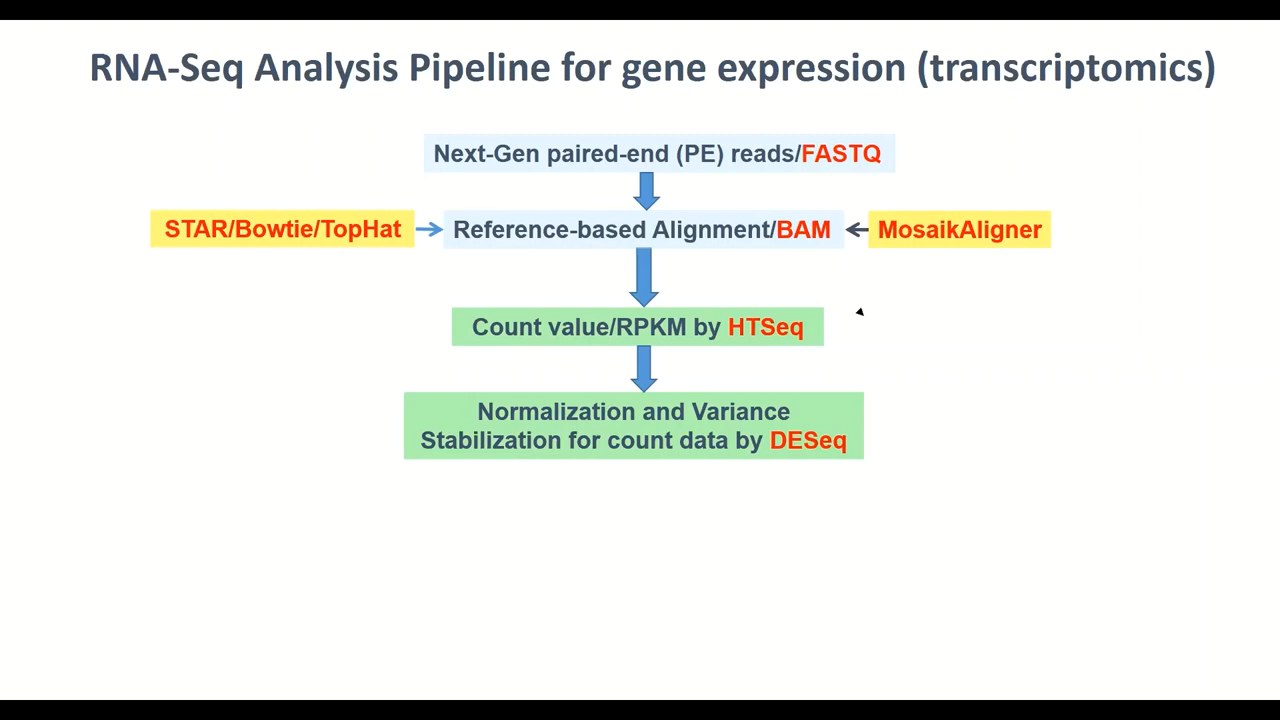 RNA-Seq Analysis Pipeline for gene expression (transcriptomics)
Next-Gen paired-end (PE) reads/FASTQ
STAR/Bowtie/TopHat
Reference-based Alignment/BAM
MosaikAligner
Count value/RPKM by HTSeq
Normalization and Variance
Stabilization for count data by DESeq